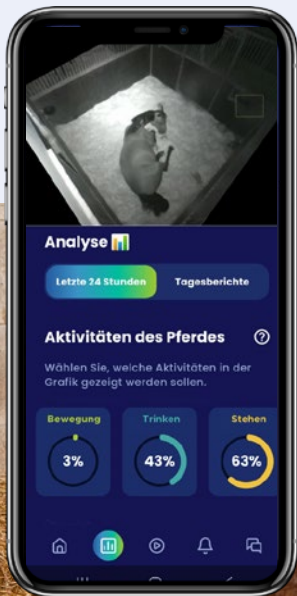 Analyse
Letzte 24 Stunden
Tagesberichte
Aktivitäten des Pferdes
?
Wählen Sie, welche Aktivitäten in der
Grafik gezeigt werden sollen.
Bewegung
Trinken
Stehen
3%
43%
63%